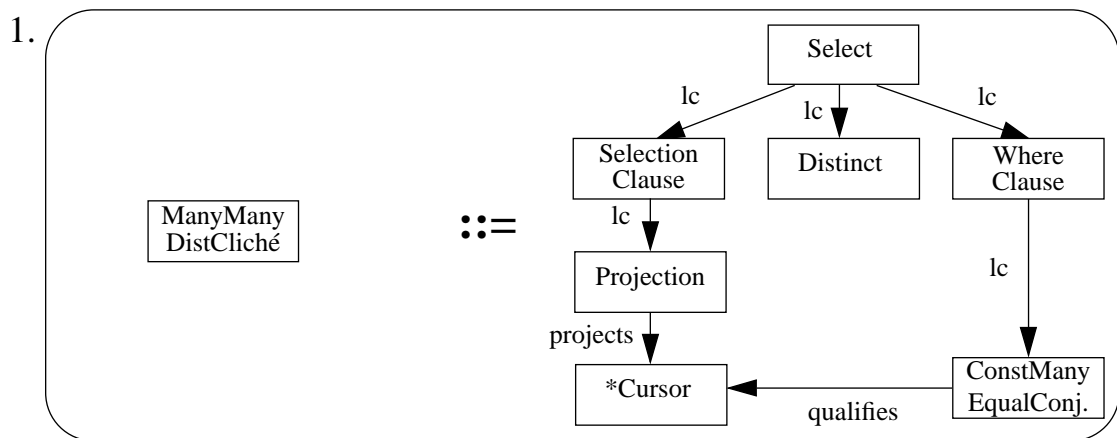 1.
Select
lc
lc
lc
Selection
Clause
Distinct
Where
Clause
ManyMany
DistCliché
::=
lc
Projection
lc
projects
*Cursor
ConstMany
EqualConj.
qualifies